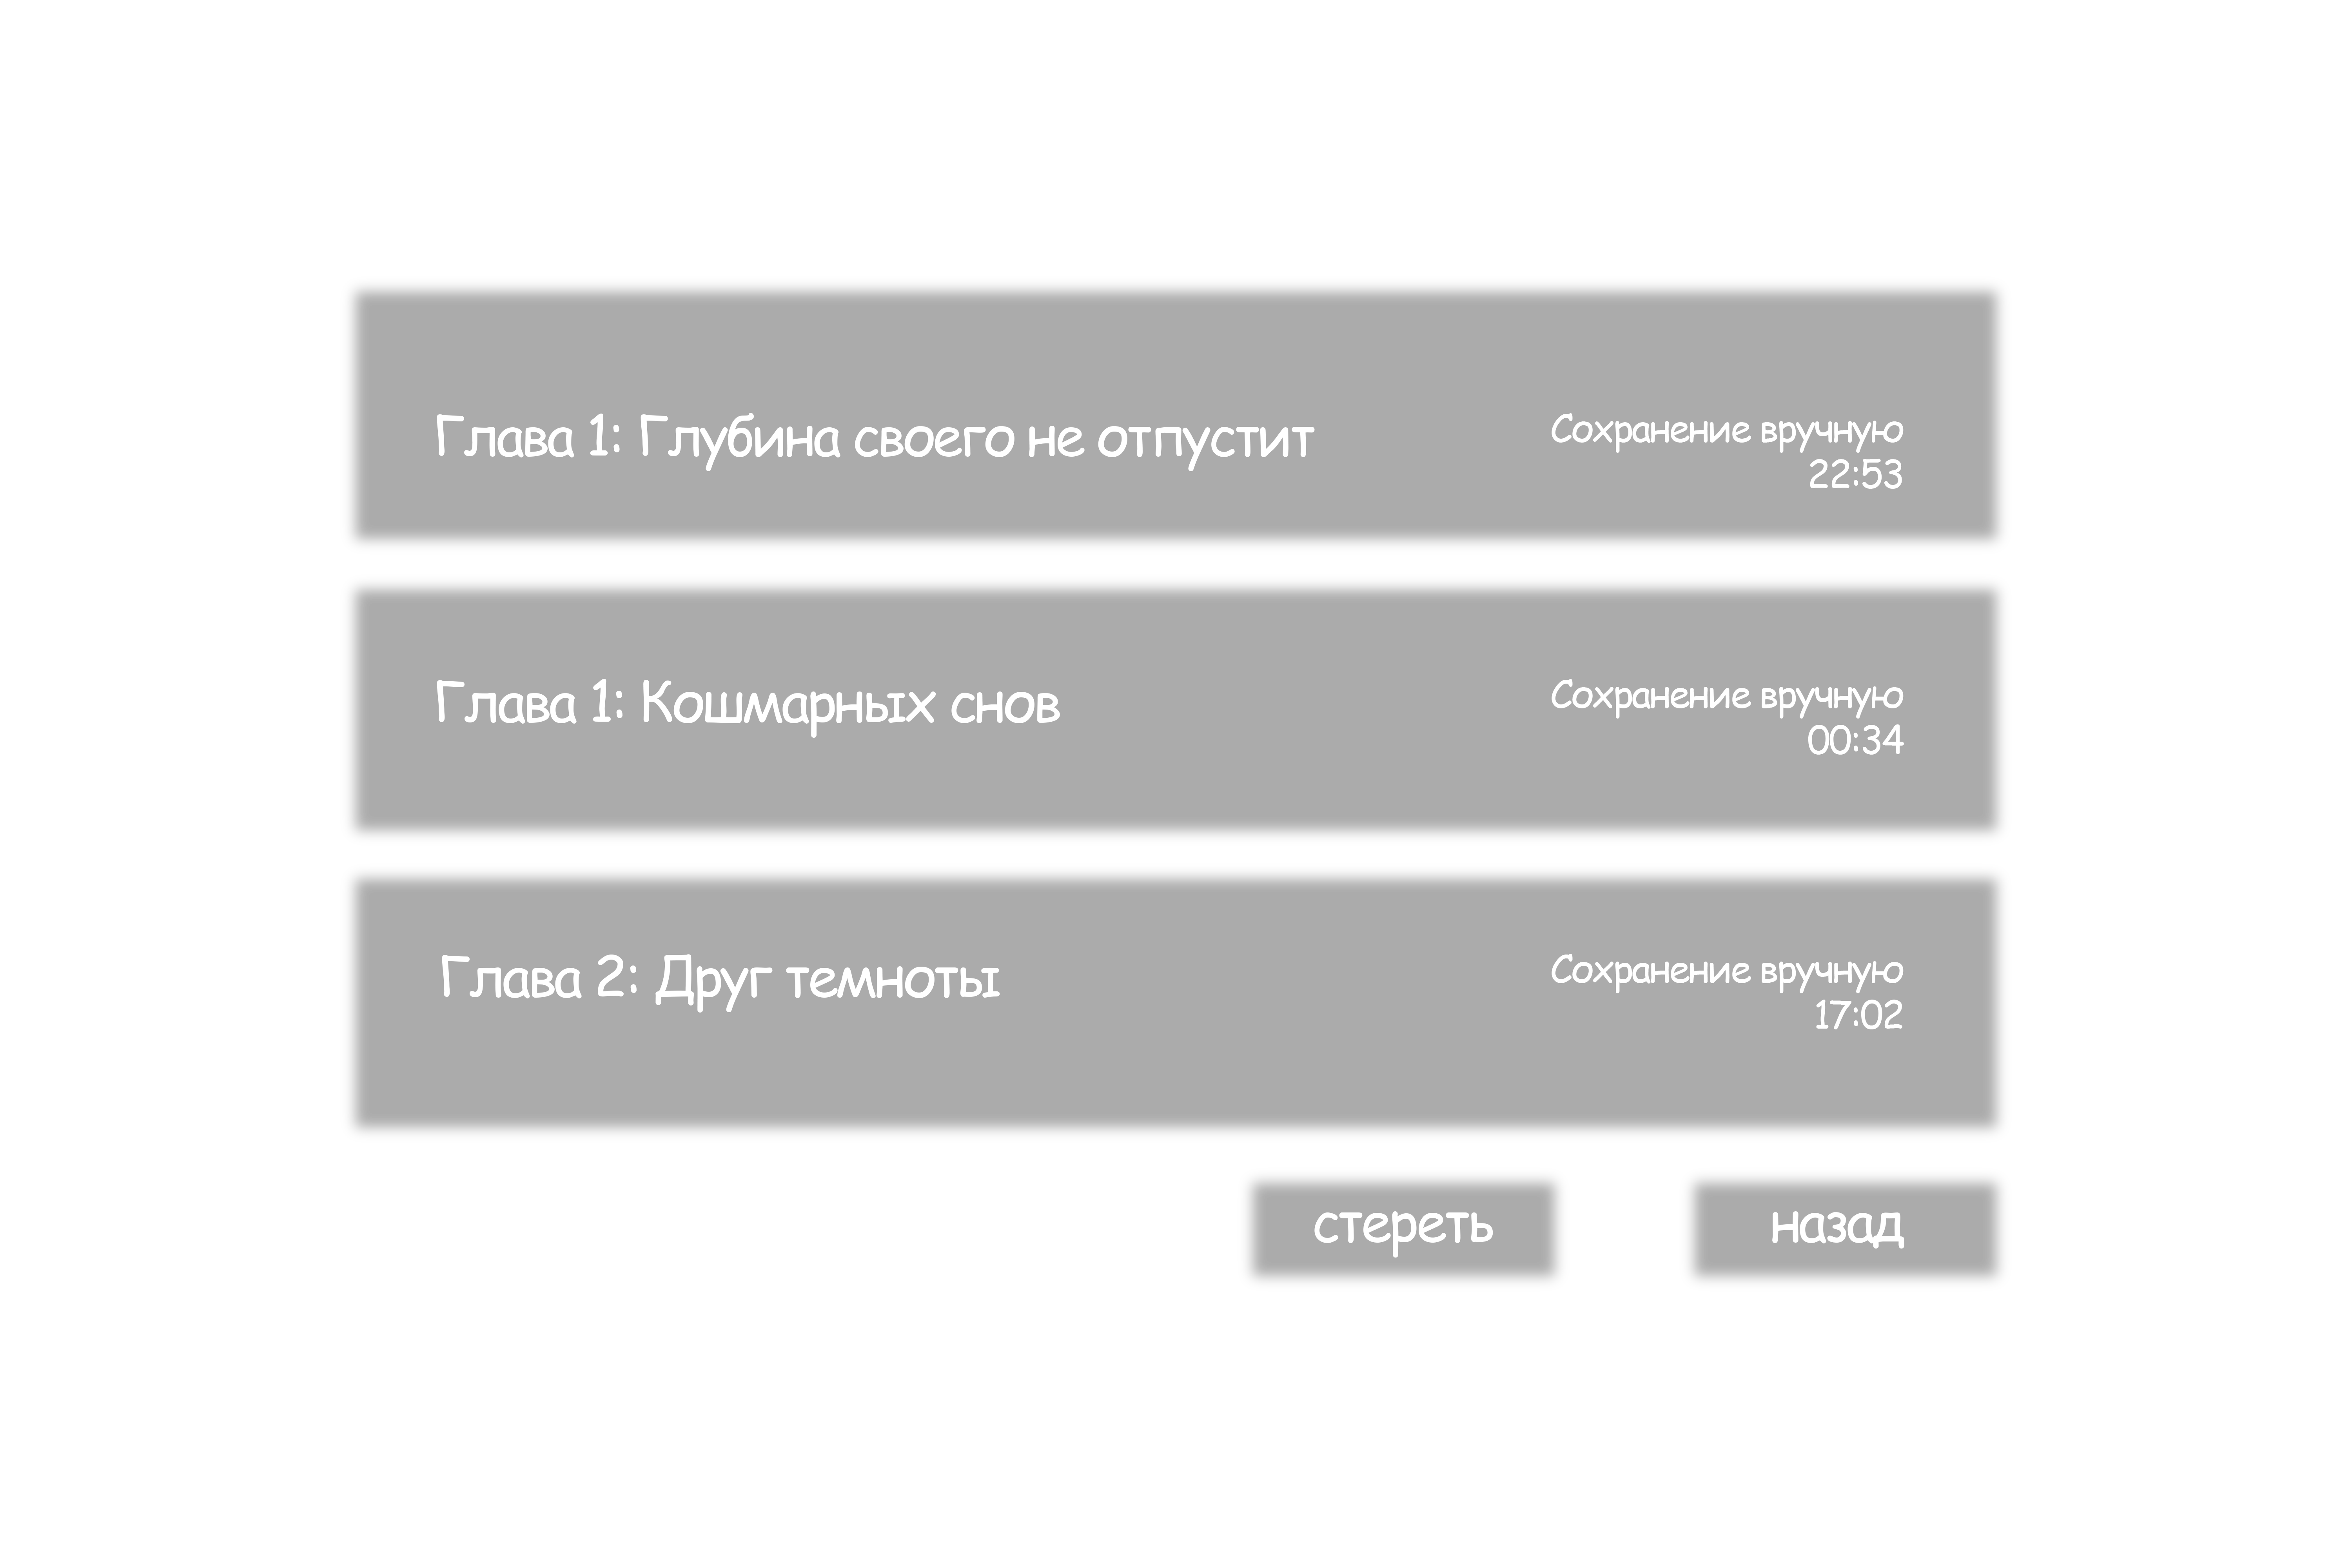 Глава 1: Глубина своего не отпустит
Сохранение вручную
22:53
Глава 1: Кошмарных снов
Сохранение вручную
00:34
Глава 2: Друг темноты
Сохранение вручную
17:02
стереть
назад